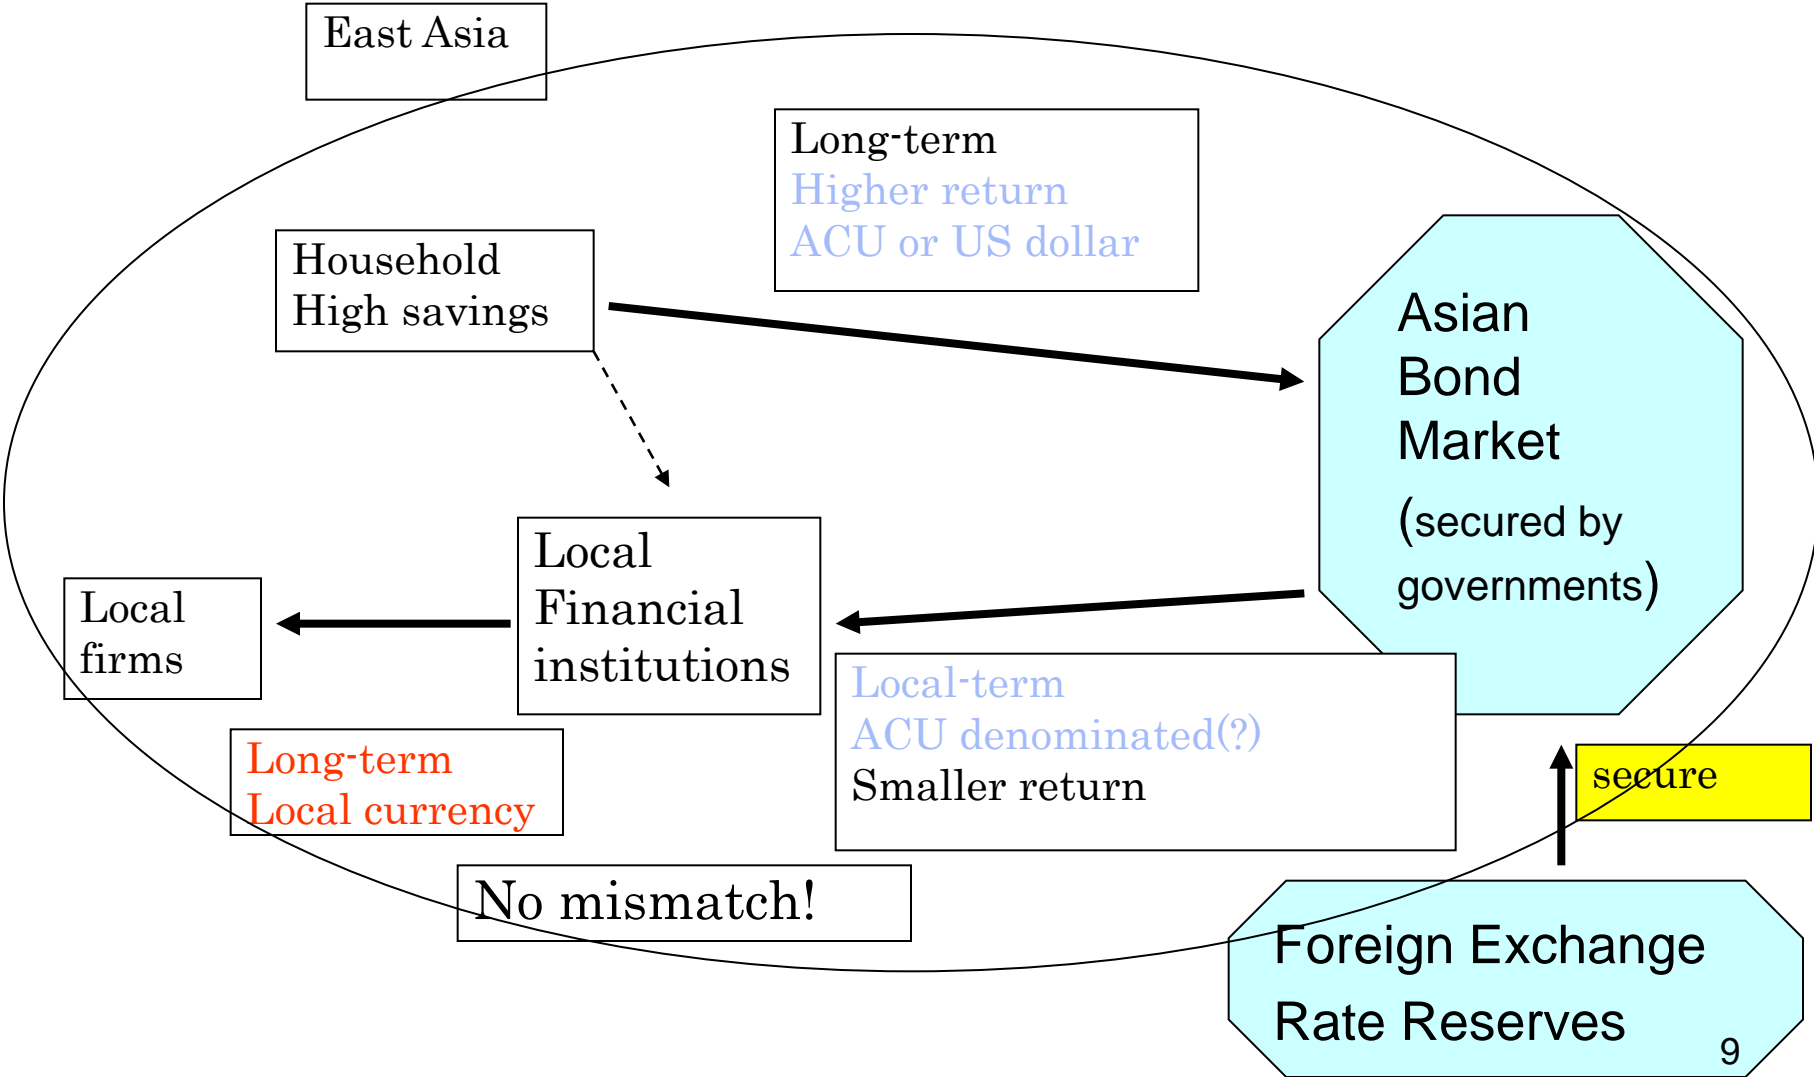 East Asia
Long-term
Higher return
ACU or US dollar
Household
High savings
Asian
Bond
Market
(secured by
governments)
Local
Financial
institutions
Local
firms
Local-term
ACU denominated(?)
Smaller return
Long-term
Local currency
secure
No mismatch!
Foreign Exchange
Rate Reserves
9